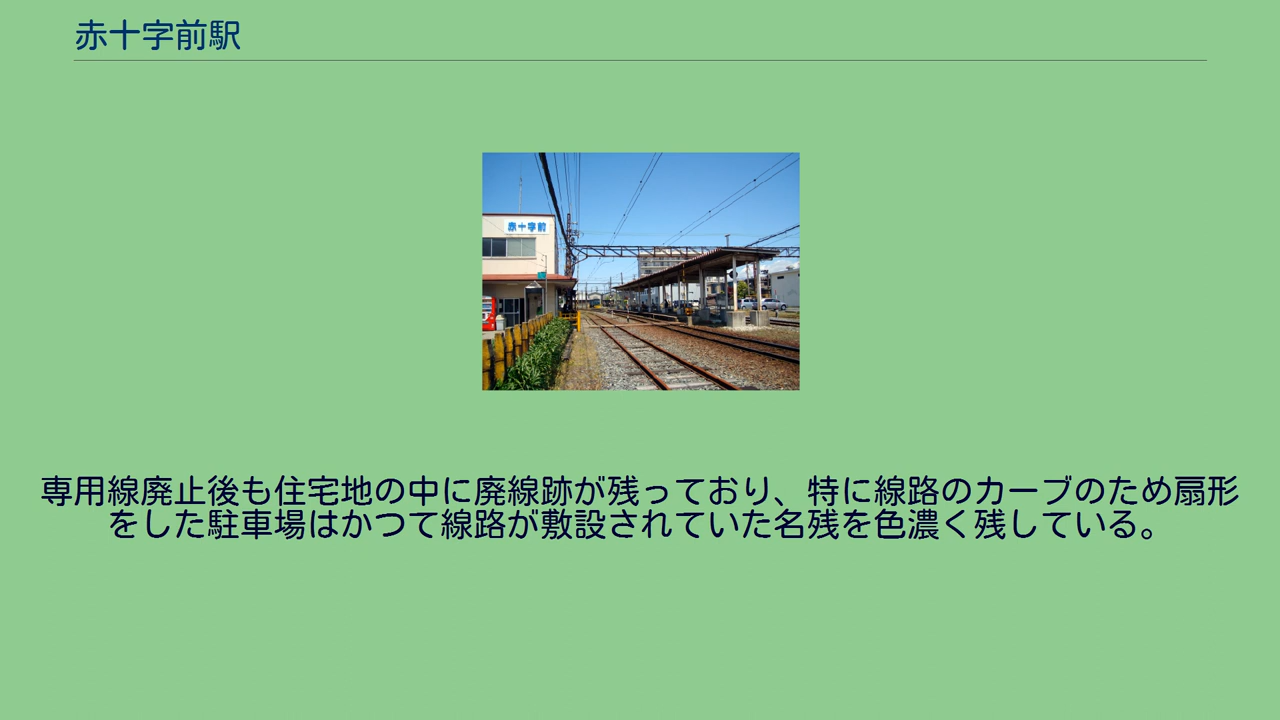 赤十字前駅
赤十字前
専用線廃止後も住宅地の中に廃線跡が残っており、特に線路のカーブのため扇形
をした駐車場はかつて線路が敷設されていた名残を色濃く残している。